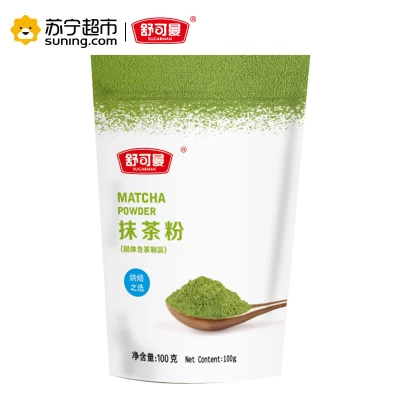 苏宁超市
suning.com
舒可曼
SUGARMAN
®
舒可曼
SUGARMAN
®
MATCHA
POWDER
抹茶粉
(固体含茶制品)
烘焙
之选
净含量:100克 Net Content:100g